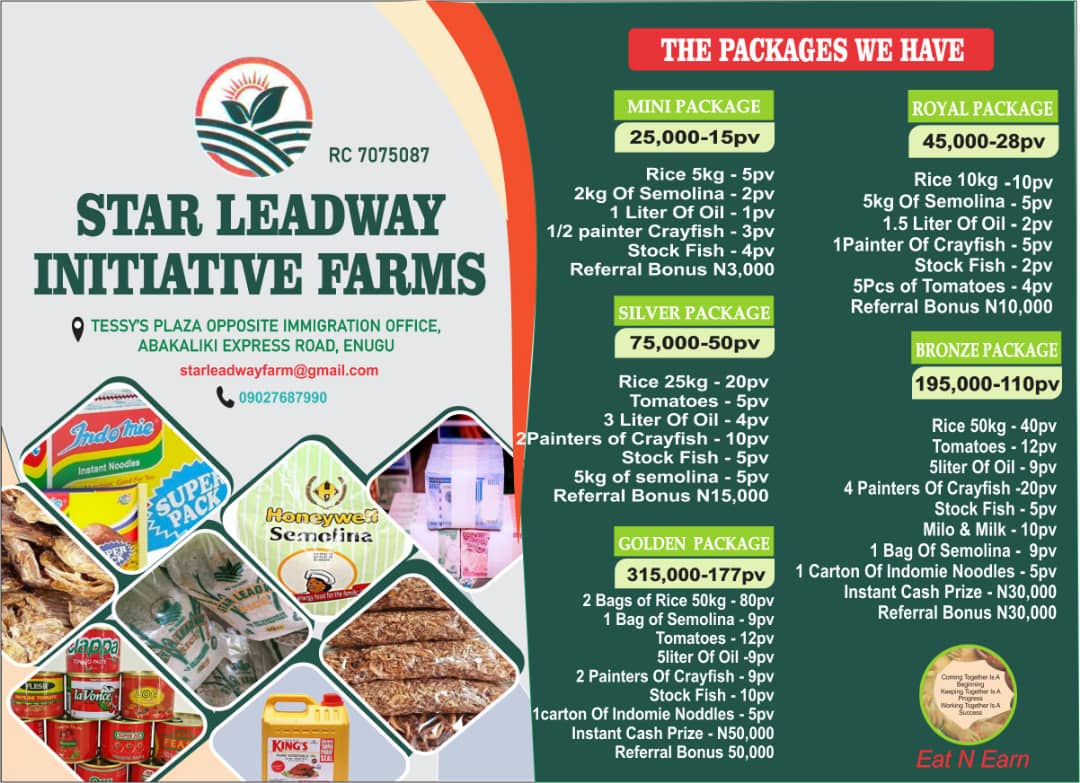 RC 7075087
STAR LEADWAY
INITIATIVE FARMS
TESSY'S PLAZA OPPOSITE IMMIGRATION OFFICE,
ABAKALIKI EXPRESS ROAD, ENUGU
starleadwayfarm@gmail.com
09027687990
Indomie
Instant Noodles
SUPER
PACK
Honeywell
Semolina
laVonce
KING'S
THE PACKAGES WE HAVE
MINI PACKAGE
25,000-15pv
Rice 5kg - 5pv
2kg Of Semolina - 2pv
1 Liter Of Oil - 1pv
1/2 painter Crayfish - 3pv
Stock Fish - 4pv
Referral Bonus N3,000
SILVER PACKAGE
75,000-50pv
Rice 25kg - 20pv
Tomatoes - 5pv
3 Liter Of Oil - 4pv
2Painters of Crayfish - 10pv
Stock Fish - 5pv
5kg of semolina - 5pv
Referral Bonus N15,000
GOLDEN PACKAGE
315,000-177pv
2 Bags of Rice 50kg - 80pv
1 Bag of Semolina - 9pv
Tomatoes - 12pv
5liter Of Oil -9pv
2 Painters Of Crayfish - 9pv
Stock Fish - 10pv
1carton Of Indomie Noddles - 5pv
Instant Cash Prize - N50,000
Referral Bonus 50,000
ROYAL PACKAGE
45,000-28pv
Rice 10kg -10pv
5kg Of Semolina - 5pv
1.5 Liter Of Oil - 2pv
1Painter Of Crayfish - 5pv
Stock Fish - 2pv
5Pcs of Tomatoes - 4pv
Referral Bonus N10,000
BRONZE PACKAGE
195,000-110pv
Rice 50kg - 40pv
Tomatoes - 12pv
5liter Of Oil - 9pv
4 Painters Of Crayfish -20pv
Stock Fish - 5pv
Milo & Milk - 10pv
1 Bag Of Semolina - 9pv
1 Carton Of Indomie Noodles - 5pv
Instant Cash Prize - N30,000
Referral Bonus N30,000
Coming Together Is A
Beginning
Keeping Together Is A
Progress
Working Together Is A
Success
Eat N Earn